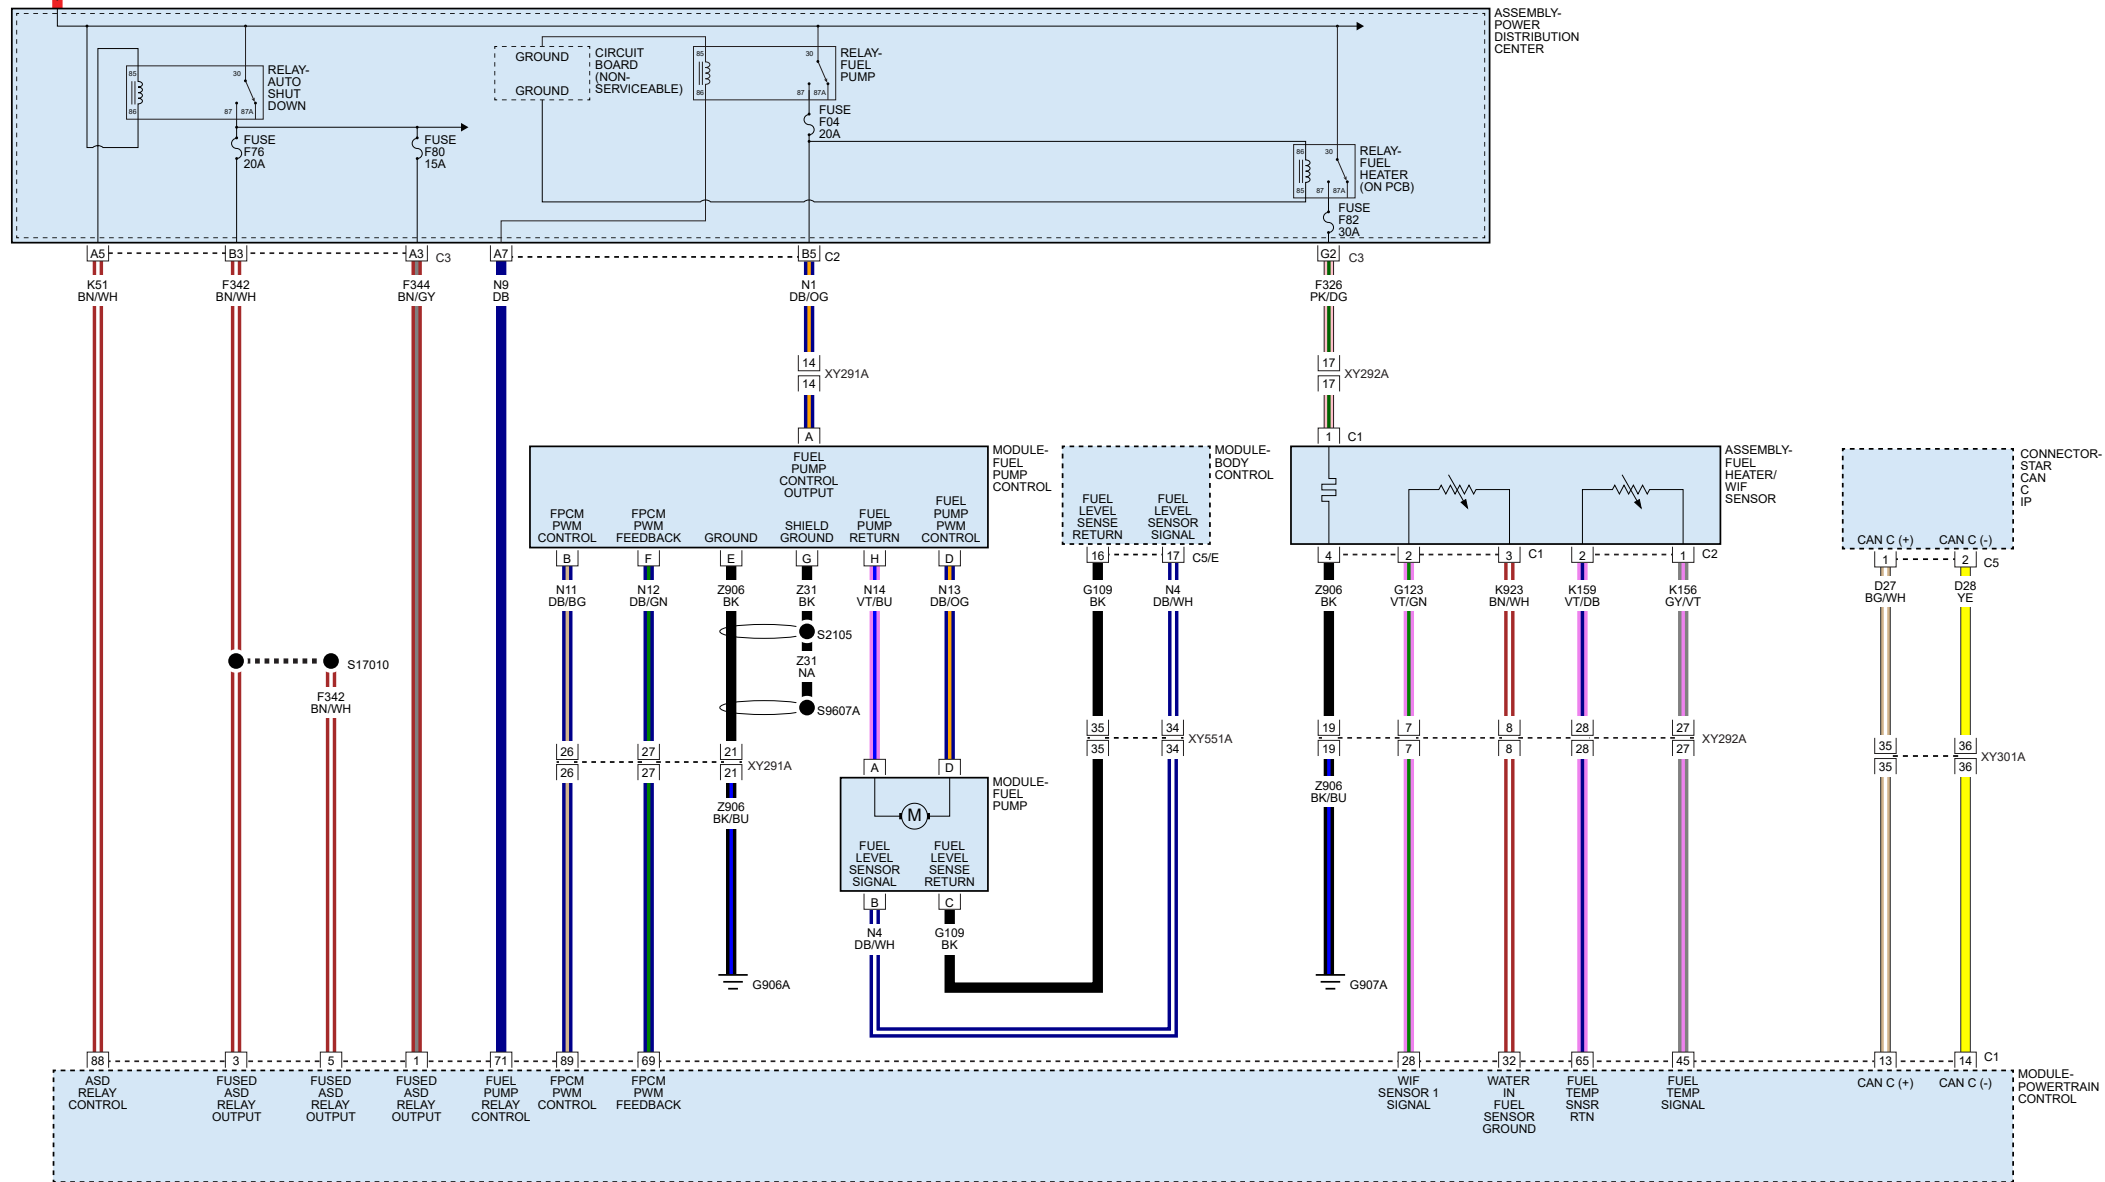 ASSEMBLY-
POWER
DISTRIBUTION
CENTER
85
86
30
87
87A
RELAY-
AUTO
SHUT
DOWN
FUSE
F76
20A
FUSE
F80
15A
GROUND
GROUND
CIRCUIT
BOARD
(NON-
SERVICEABLE)
85
86
30
87
87A
RELAY-
FUEL
PUMP
FUSE
F04
20A
86
85
30
87
87A
RELAY-
FUEL
HEATER
(ON PCB)
FUSE
F82
30A
A5
B3
A3
C3
A7
B5
C2
G2
C3
K51
BN/WH
F342
BN/WH
F344
BN/GY
N9
DB
N1
DB/OG
F326
PK/DG
14
14
XY291A
17
17
XY292A
A
1
C1
MODULE-
FUEL
PUMP
CONTROL
FUEL
PUMP
CONTROL
OUTPUT
FPCM
PWM
CONTROL
FPCM
PWM
FEEDBACK
GROUND
SHIELD
GROUND
FUEL
PUMP
RETURN
FUEL
PUMP
PWM
CONTROL
MODULE-
BODY
CONTROL
FUEL
LEVEL
SENSE
RETURN
FUEL
LEVEL
SENSOR
SIGNAL
ASSEMBLY-
FUEL
HEATER/
WIF
SENSOR
CONNECTOR-
STAR
CAN
C
IP
CAN C (+)
CAN C (-)
B
F
E
G
H
D
16
17
C5/E
4
2
3
C1
2
1
C2
1
2
C5
N11
DB/BG
N12
DB/GN
Z906
BK
Z31
BK
N14
VT/BU
N13
DB/OG
G109
BK
N4
DB/WH
Z906
BK
G123
VT/GN
K923
BN/WH
K159
VT/DB
K156
GY/VT
D27
BG/WH
D28
YE
S2105
Z31
NA
S9607A
S17010
F342
BN/WH
26
26
27
27
21
21
XY291A
35
35
34
34
XY551A
19
19
7
7
8
8
28
28
27
27
XY292A
35
35
36
36
XY301A
A
D
MODULE-
FUEL
PUMP
M
FUEL
LEVEL
SENSOR
SIGNAL
FUEL
LEVEL
SENSE
RETURN
B
C
N4
DB/WH
G109
BK
Z906
BK/BU
G906A
Z906
BK/BU
G907A
88
3
5
1
71
89
69
28
32
65
45
13
14
C1
ASD
RELAY
CONTROL
FUSED
ASD
RELAY
OUTPUT
FUSED
ASD
RELAY
OUTPUT
FUSED
ASD
RELAY
OUTPUT
FUEL
PUMP
RELAY
CONTROL
FPCM
PWM
CONTROL
FPCM
PWM
FEEDBACK
WIF
SENSOR 1
SIGNAL
WATER
IN
FUEL
SENSOR
GROUND
FUEL
TEMP
SNSR
RTN
FUEL
TEMP
SIGNAL
CAN C (+)
CAN C (-)
MODULE-
POWERTRAIN
CONTROL